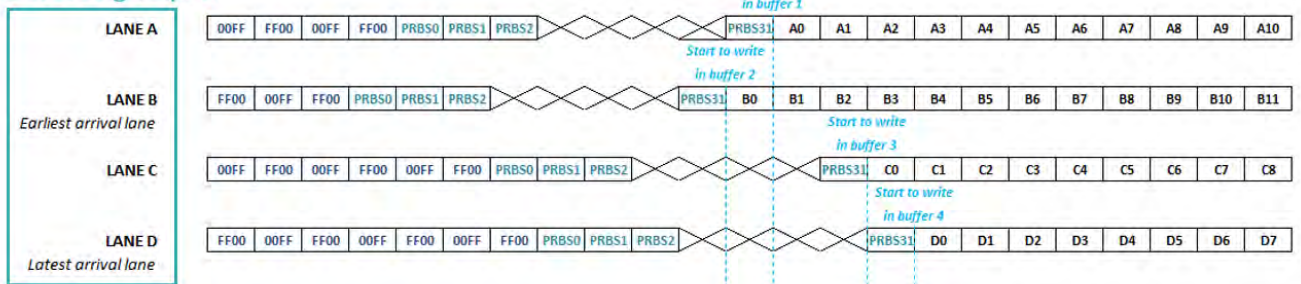 in buffer 1
LANE A 00FF FF00 00FF FF00 PRBS0 PRBS1 PRBS2 PRBS31 A0 A1 A2 A3 A4 A5 A6 A7 A8 A9 A10
Start to write
in buffer 2
LANE B FF00 00FF FF00 PRBS0 PRBS1 PRBS2 PRBS31 B0 B1 B2 B3 B4 B5 B6 B7 B8 B9 B10 B11
Earliest arrival lane
Start to write
in buffer 3
LANE C 00FF FF00 00FF FF00 00FF FF00 PRBS0 PRBS1 PRBS2 PRBS31 C0 C1 C2 C3 C4 C5 C6 C7 C8
Start to write
in buffer 4
LANE D FF00 00FF FF00 00FF FF00 00FF FF00 PRBS0 PRBS1 PRBS2 PRBS31 D0 D1 D2 D3 D4 D5 D6 D7
Latest arrival lane